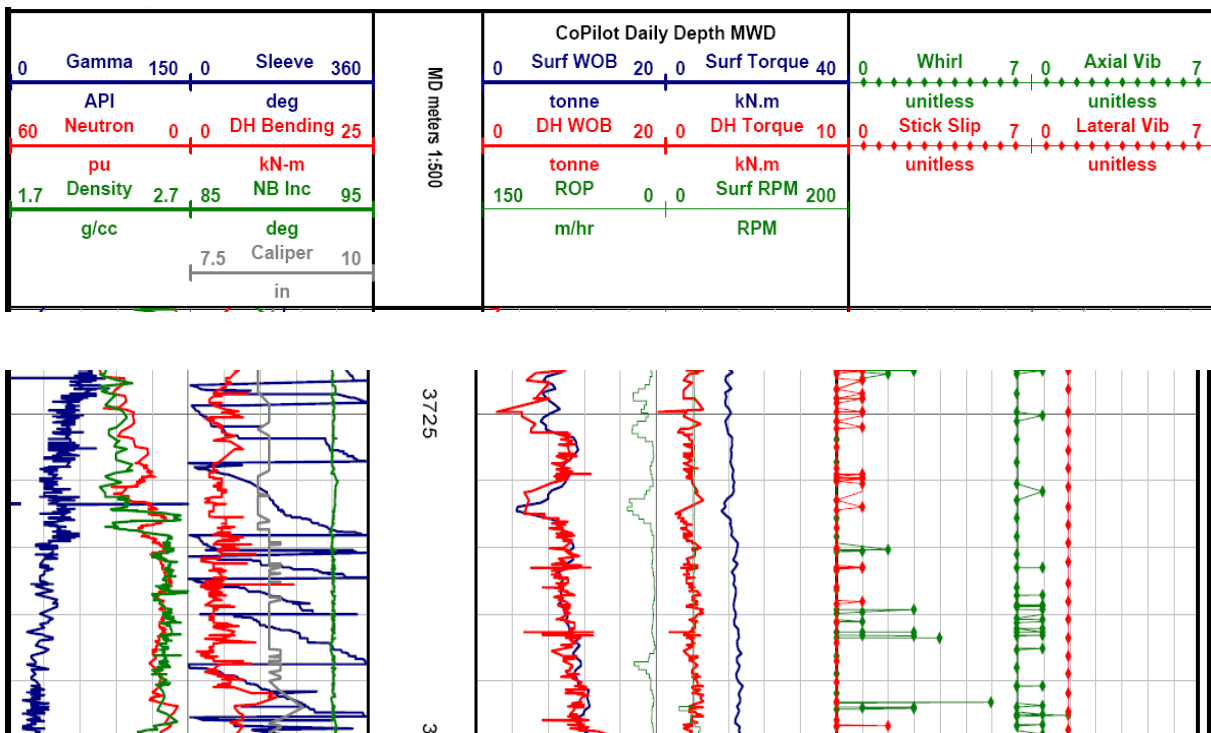 CoPilot Daily Depth MWD
0 Gamma 150 0 Sleeve 360
0 Surf WOB 20 0 Surf Torque 40
0 Whirl 7 0 Axial Vib 7
API deg
tonne kN.m
unitless unitless
60 Neutron 0 0 DH Bending 25
0 DH WOB 20 0 DH Torque 10
0 Stick Slip 7 0 Lateral Vib 7
pu kN-m
tonne kN.m
unitless unitless
1.7 Density 2.7 85 NB Inc 95
150 ROP 0 0 Surf RPM 200
g/cc deg
m/hr RPM
7.5 Caliper 10
in
MD meters 1:500
3725
3